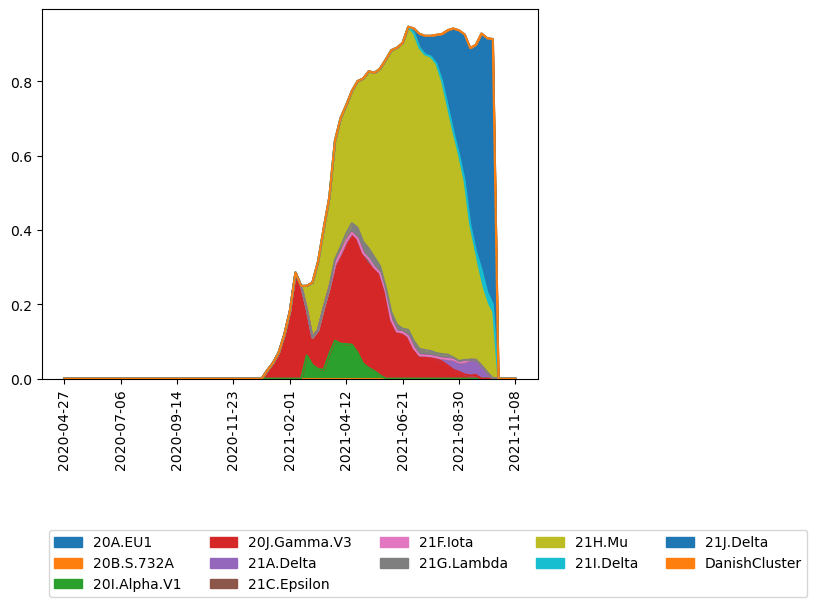 0.8
0.6
0.4
0.2
0.0
2020-04-27
2020-07-06
2020-09-14
2020-11-23
2021-02-01
2021-04-12
2021-06-21
2021-08-30
2021-11-08
20A.EU1
20J.Gamma.V3
21F.Iota
21H.Mu
21J.Delta
20B.S.732A
21A.Delta
21G.Lambda
21I.Delta
DanishCluster
20I.Alpha.V1
21C.Epsilon